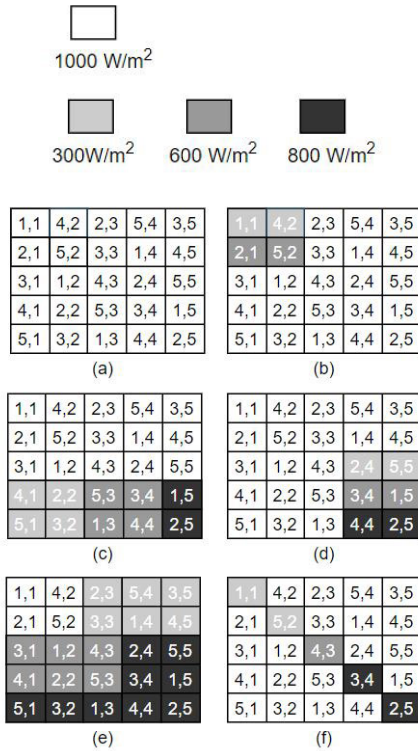 1000 W/m²
300W/m² 600 W/m² 800 W/m²
1,1 4,2 2,3 5,4 3,5 1,1 4,2 2,3 5,4 3,5
2,1 5,2 3,3 1,4 4,5 2,1 5,2 3,3 1,4 4,5
3,1 1,2 4,3 2,4 5,5 3,1 1,2 4,3 2,4 5,5
4,1 2,2 5,3 3,4 1,5 4,1 2,2 5,3 3,4 1,5
5,1 3,2 1,3 4,4 2,5 5,1 3,2 1,3 4,4 2,5
(a) (b)
1,1 4,2 2,3 5,4 3,5 1,1 4,2 2,3 5,4 3,5
2,1 5,2 3,3 1,4 4,5 2,1 5,2 3,3 1,4 4,5
3,1 1,2 4,3 2,4 5,5 3,1 1,2 4,3 2,4 5,5
4,1 2,2 5,3 3,4 1,5 4,1 2,2 5,3 3,4 1,5
5,1 3,2 1,3 4,4 2,5 5,1 3,2 1,3 4,4 2,5
(c) (d)
1,1 4,2 2,3 5,4 3,5 1,1 4,2 2,3 5,4 3,5
2,1 5,2 3,3 1,4 4,5 2,1 5,2 3,3 1,4 4,5
3,1 1,2 4,3 2,4 5,5 3,1 1,2 4,3 2,4 5,5
4,1 2,2 5,3 3,4 1,5 4,1 2,2 5,3 3,4 1,5
5,1 3,2 1,3 4,4 2,5 5,1 3,2 1,3 4,4 2,5
(e) (f)